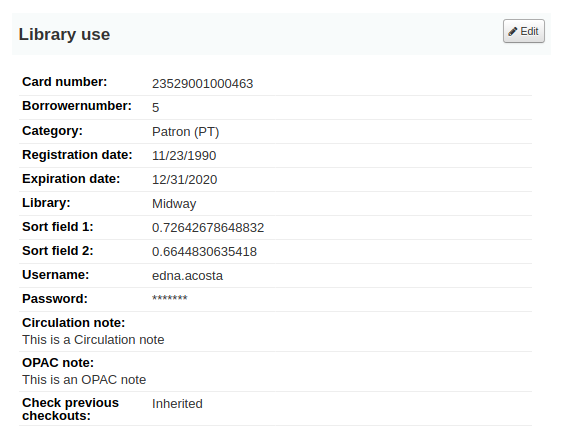 Library use
Edit
Card number: 23529001000463
Borrowernumber: 5
Category: Patron (PT)
Registration date: 11/23/1990
Expiration date: 12/31/2020
Library: Midway
Sort field 1: 0.72642678648832
Sort field 2: 0.6644830635418
Username: edna.acosta
Password: *******
Circulation note:
This is a Circulation note
OPAC note:
This is an OPAC note
Check previous
checkouts: Inherited